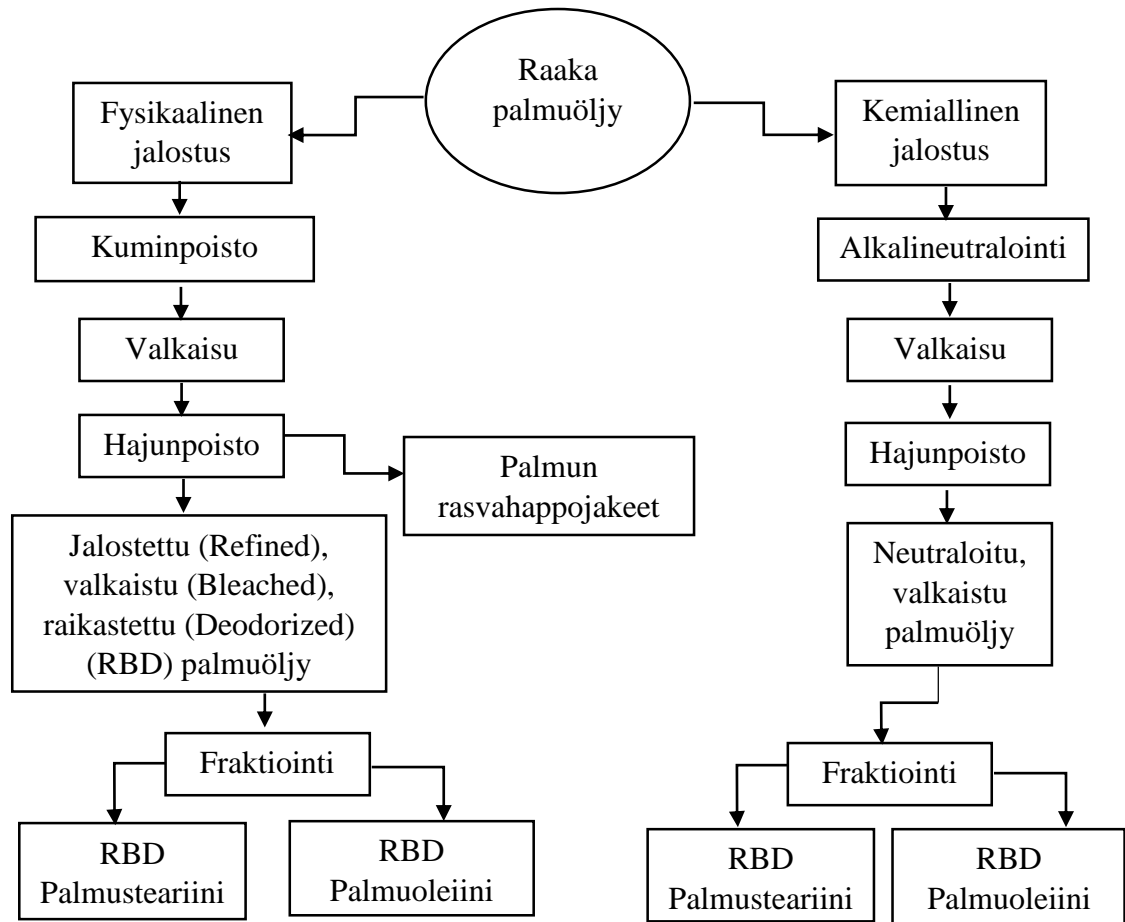 Raaka
palmuöljy
Fysikaalinen
jalostus
Kemiallinen
jalostus
Kuminpoisto
Alkalineutralointi
Valkaisu
Valkaisu
Hajunpoisto
Hajunpoisto
Palmun
rasvahappojakeet
Jalostettu (Refined),
valkaistu (Bleached),
raikastettu (Deodorized)
(RBD) palmuöljy
Neutraloitu,
valkaistu
palmuöljy
Fraktiointi
Fraktiointi
RBD
Palmusteariini
RBD
Palmuoleiini
RBD
Palmusteariini
RBD
Palmuoleiini